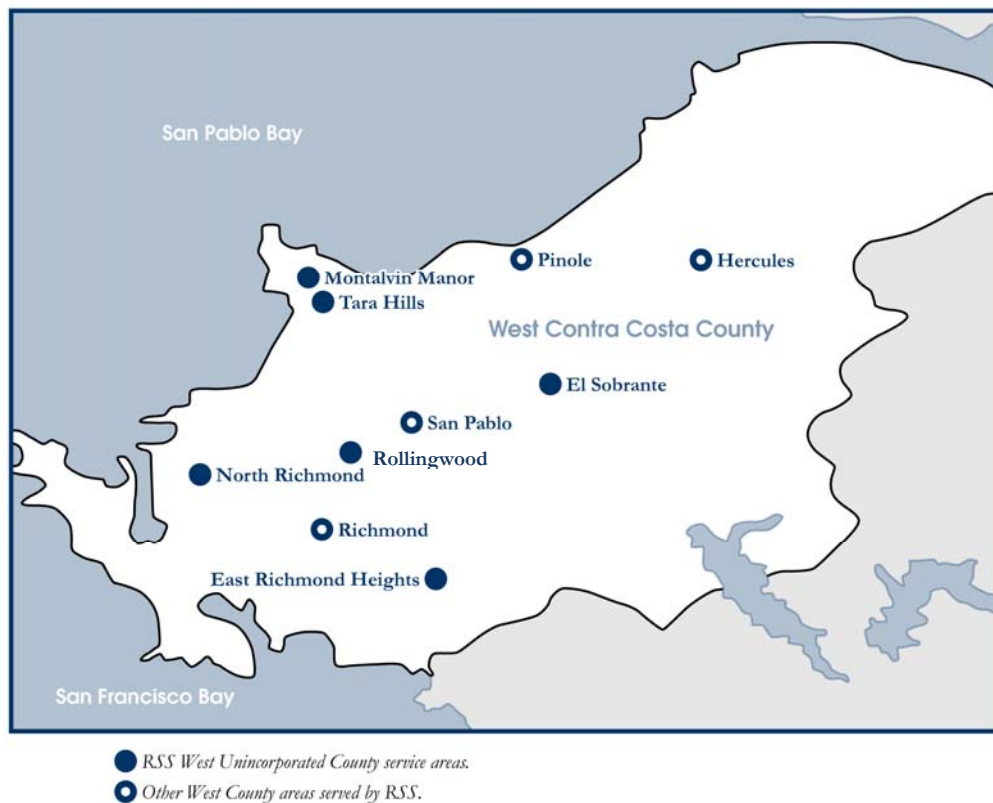 San Pablo Bay
Pinole
Hercules
Montalvin Manor
Tara Hills
West Contra Costa County
El Sobrante
San Pablo
Rollingwood
North Richmond
Richmond
East Richmond Heights
San Francisco Bay
RSS West Unincorporated County service areas.
Other West County areas served by RSS.